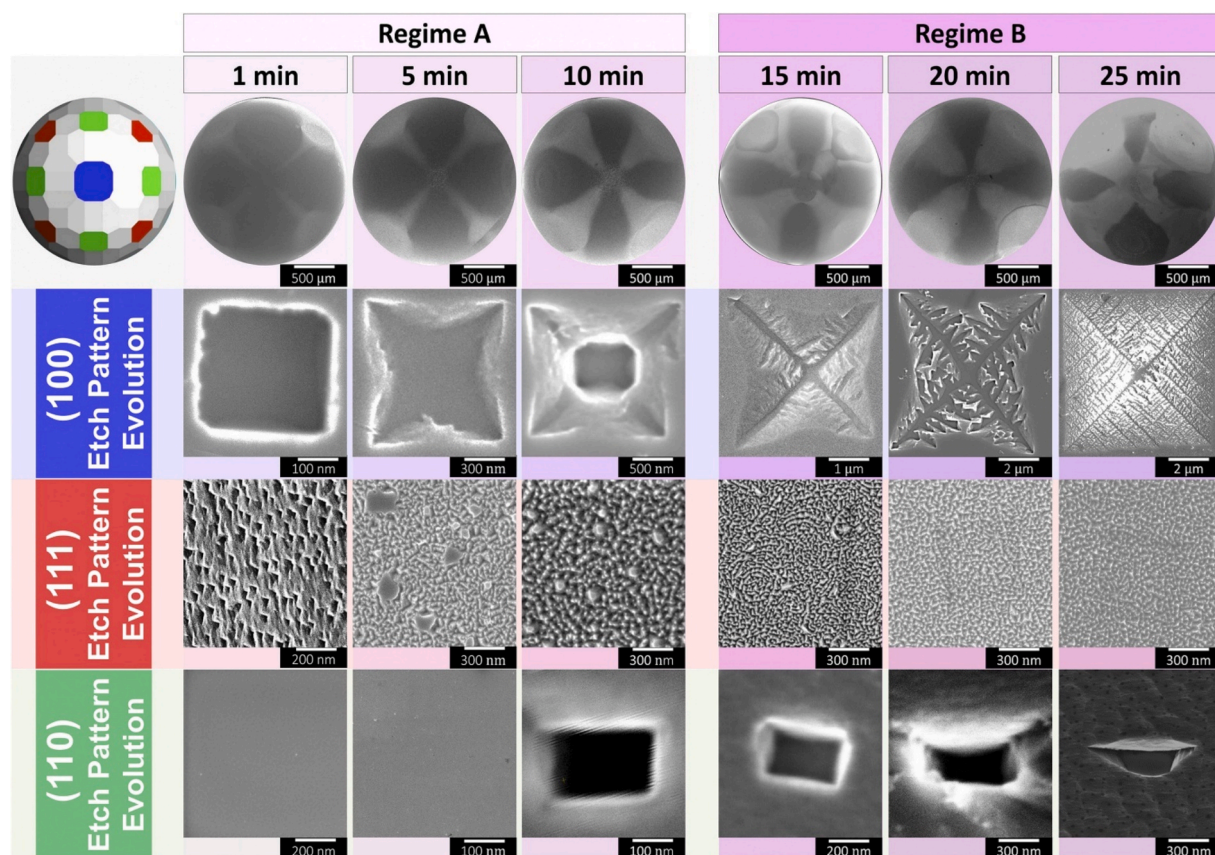 Regime A
Regime B
1 min
5 min
10 min
15 min
20 min
25 min
500 µm
500 µm
500 µm
500 µm
500 µm
500 µm
(100)
Etch Pattern
Evolution
100 nm
300 nm
500 nm
1 µm
2 µm
2 µm
(111)
Etch Pattern
Evolution
200 nm
300 nm
300 nm
300 nm
300 nm
300 nm
(110)
Etch Pattern
Evolution
200 nm
100 nm
100 nm
200 nm
300 nm
300 nm